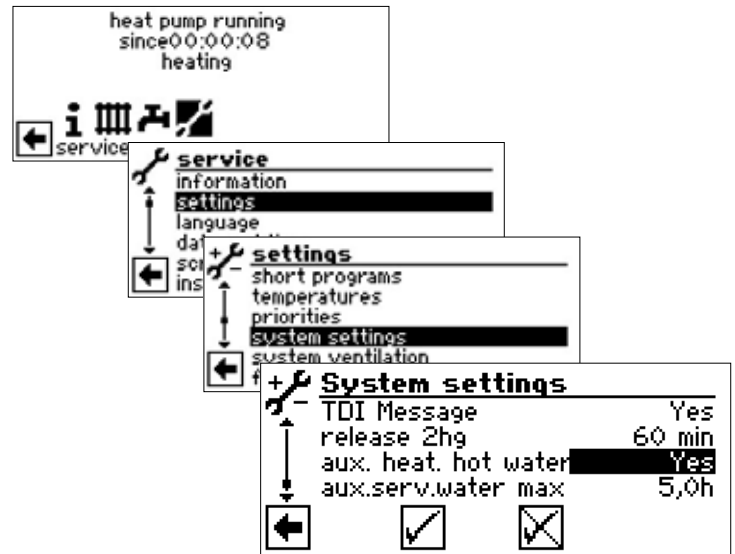 heat pump running
since00:00:08
heating
service
service
information
settings
language
settings
short programs
temperatures
priorities
system settings
system ventilation
System settings
TDI Message Yes
release 2hg 60 min
aux. heat. hot water Yes
aux.serv.water max 5,0h